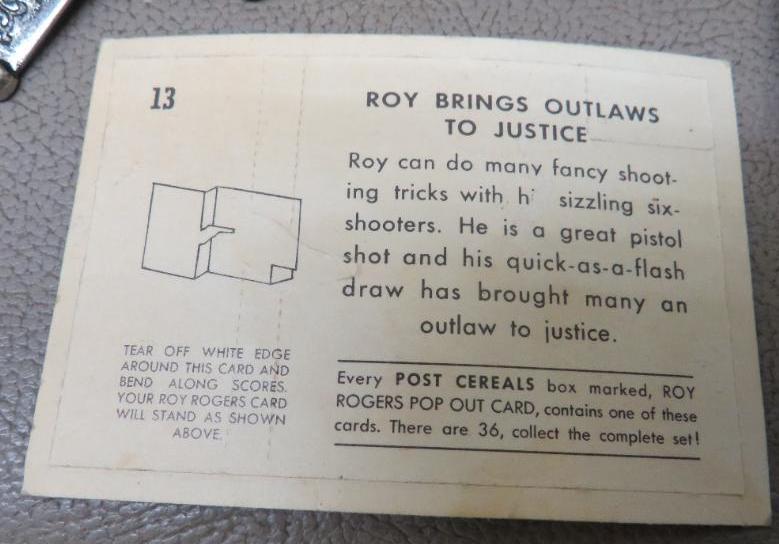 13
ROY BRINGS OUTLAWS
TO JUSTICE
Roy can do many fancy shoot-
ing tricks with hi sizzling six-
shooters. He is a great pistol
shot and his quick-as-a-flash
draw has brought many an
outlaw to justice.
TEAR OFF WHITE EDGE
AROUND THIS CARD AND
BEND ALONG SCORES.
YOUR ROY ROGERS CARD
WILL STAND AS SHOWN
ABOVE.
Every POST CEREALS box marked, ROY
ROGERS POP OUT CARD, contains one of these
cards. There are 36, collect the complete set!